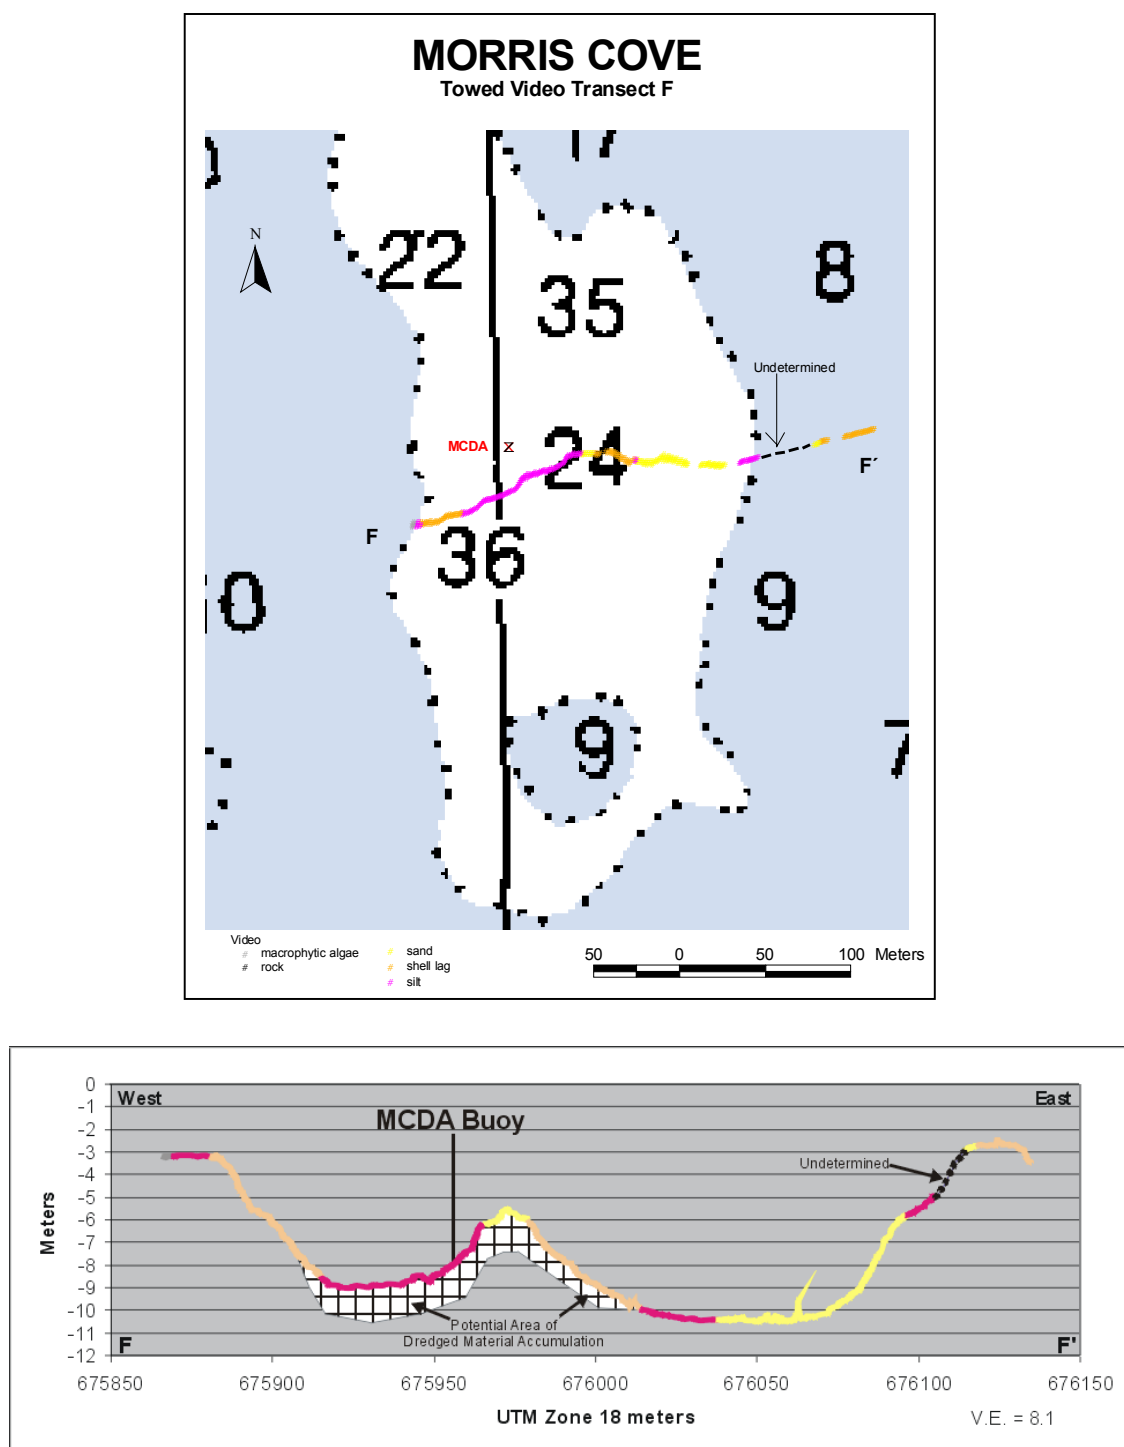 MORRIS COVE
Towed Video Transect F
17
N
22
35
8
Undetermined
MCDA
24
F´
F
36
0
9
9
7
Video
macrophytic algae
rock
sand
shell lag
silt
50 0 50 100 Meters
0
-1
-2
-3
-4
-5
-6
-7
-8
-9
-10
-11
-12
Meters
West
East
MCDA Buoy
Undetermined
Potential Area of
Dredged Material Accumulation
F
F'
675850 675900 675950 676000 676050 676100 676150
UTM Zone 18 meters
V.E. = 8.1